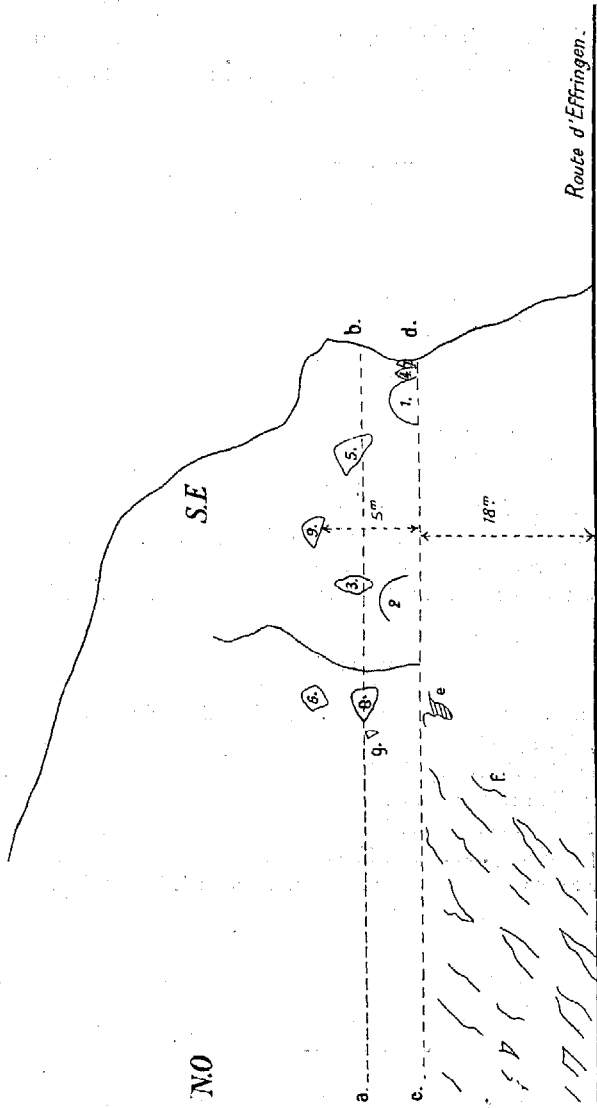 N.O
S.E
6.
9.
a.
g.
8.
3.
5.
b.
5m
2
1.
4
c.
d.
e
f.
18m
Route d'Effringen.